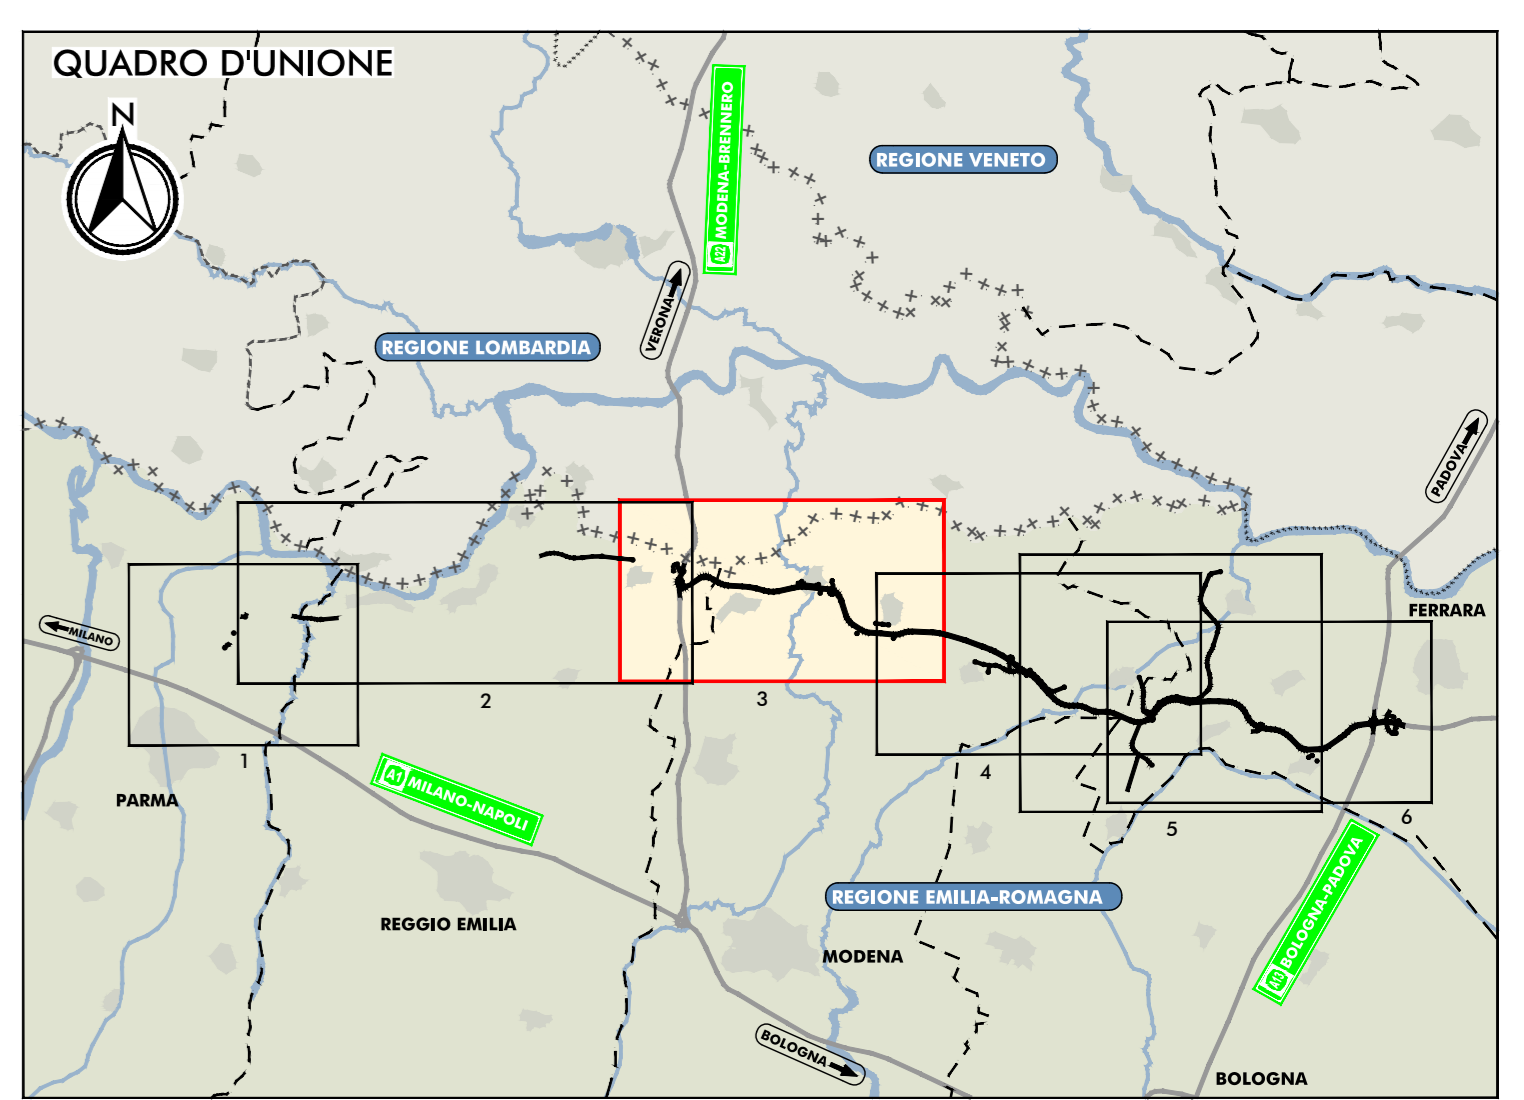 QUADRO D'UNIONE
N
A22 MODENA-BRENNERO
REGIONE VENETO
VERONA
REGIONE LOMBARDIA
PADOVA
FERRARA
MILANO
2
3
1
4
PARMA
A1 MILANO-NAPOLI
5
6
REGIONE EMILIA-ROMAGNA
REGGIO EMILIA
A13 BOLOGNA-PADOVA
MODENA
BOLOGNA
BOLOGNA